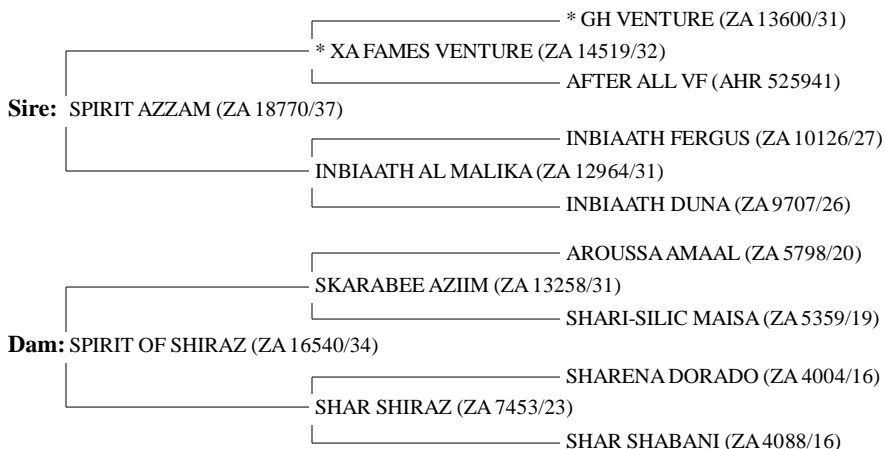 * GH VENTURE (ZA 13600/31)
* XA FAMES VENTURE (ZA 14519/32)
AFTER ALL VF (AHR 525941)
Sire: SPIRIT AZZAM (ZA 18770/37)
INBIAATH FERGUS (ZA 10126/27)
INBIAATH AL MALIKA (ZA 12964/31)
INBIAATH DUNA (ZA 9707/26)
AROUSSA AMAAL (ZA 5798/20)
SKARABEE AZIIM (ZA 13258/31)
SHARI-SILIC MAISA (ZA 5359/19)
Dam: SPIRIT OF SHIRAZ (ZA 16540/34)
SHARENA DORADO (ZA 4004/16)
SHAR SHIRAZ (ZA 7453/23)
SHAR SHABANI (ZA 4088/16)